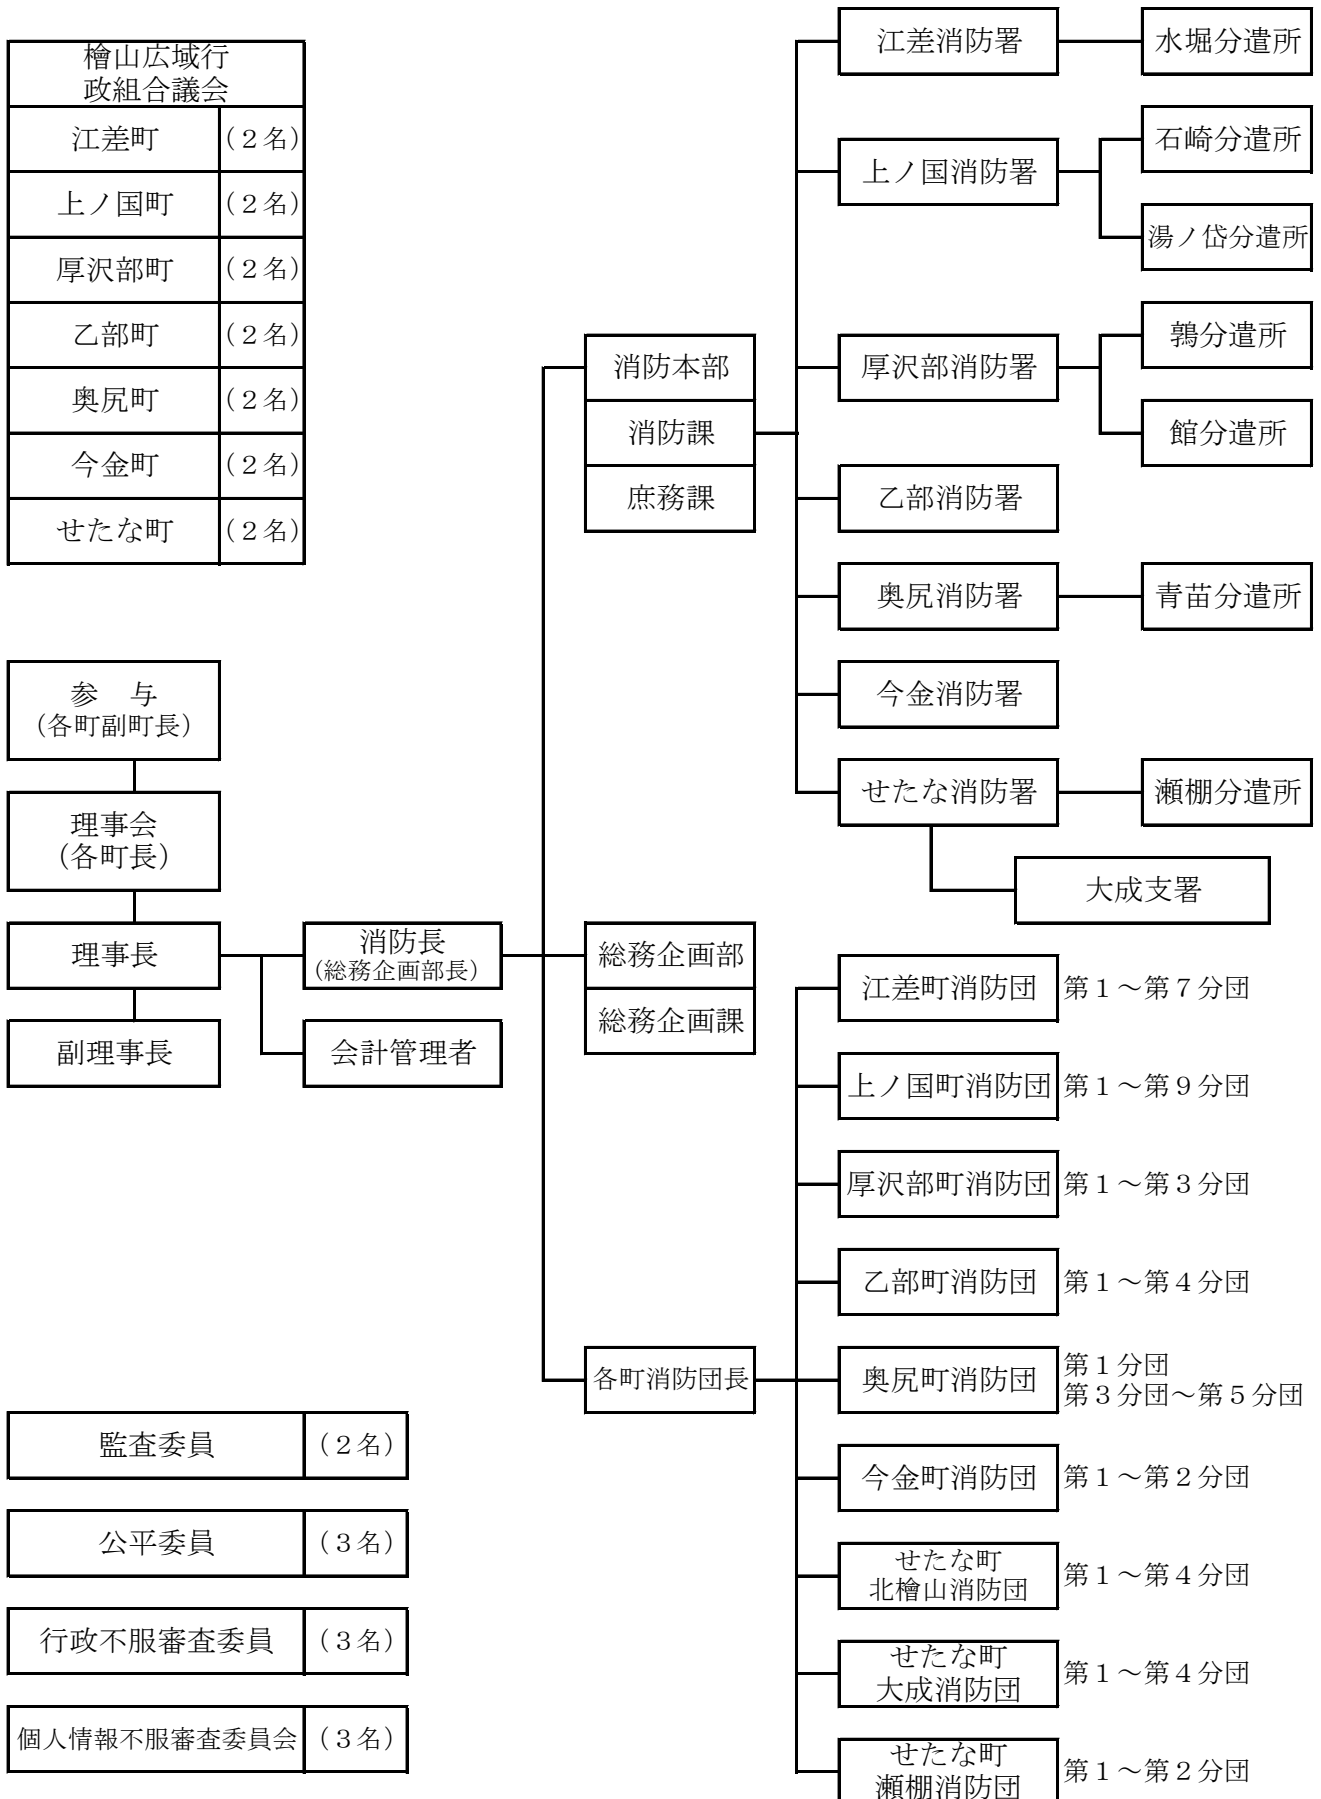 檜山広域行
政組合議会
江差町 (２名)
上ノ国町 (２名)
厚沢部町 (２名)
乙部町 (２名)
奥尻町 (２名)
今金町 (２名)
せたな町 (２名)
参　与
(各町副町長)
理事会
(各町長)
理事長
副理事長
消防長
(総務企画部長)
会計管理者
監査委員 (２名)
公平委員 (３名)
行政不服審査委員 (３名)
個人情報不服審査委員会 (３名)
消防本部
消防課
庶務課
総務企画部
総務企画課
各町消防団長
江差消防署
水堀分遣所
上ノ国消防署
石崎分遣所
湯ノ岱分遣所
厚沢部消防署
鶉分遣所
館分遣所
乙部消防署
奥尻消防署
青苗分遣所
今金消防署
せたな消防署
瀬棚分遣所
大成支署
江差町消防団 第１～第７分団
上ノ国町消防団 第１～第９分団
厚沢部町消防団 第１～第３分団
乙部町消防団 第１～第４分団
奥尻町消防団
第１分団
第３分団～第５分団
今金町消防団 第１～第２分団
せたな町
北檜山消防団
第１～第４分団
せたな町
大成消防団
第１～第４分団
せたな町
瀬棚消防団
第１～第２分団